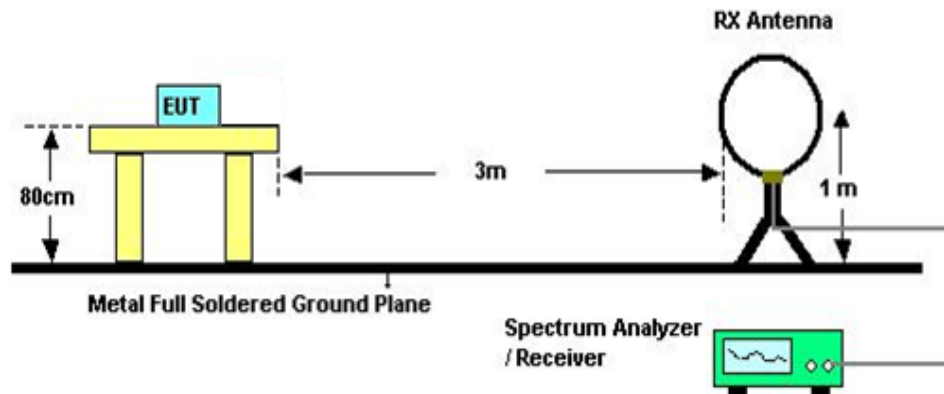 RX Antenna
EUT
80cm
3m
1 m
Metal Full Soldered Ground Plane
Spectrum Analyzer
/ Receiver